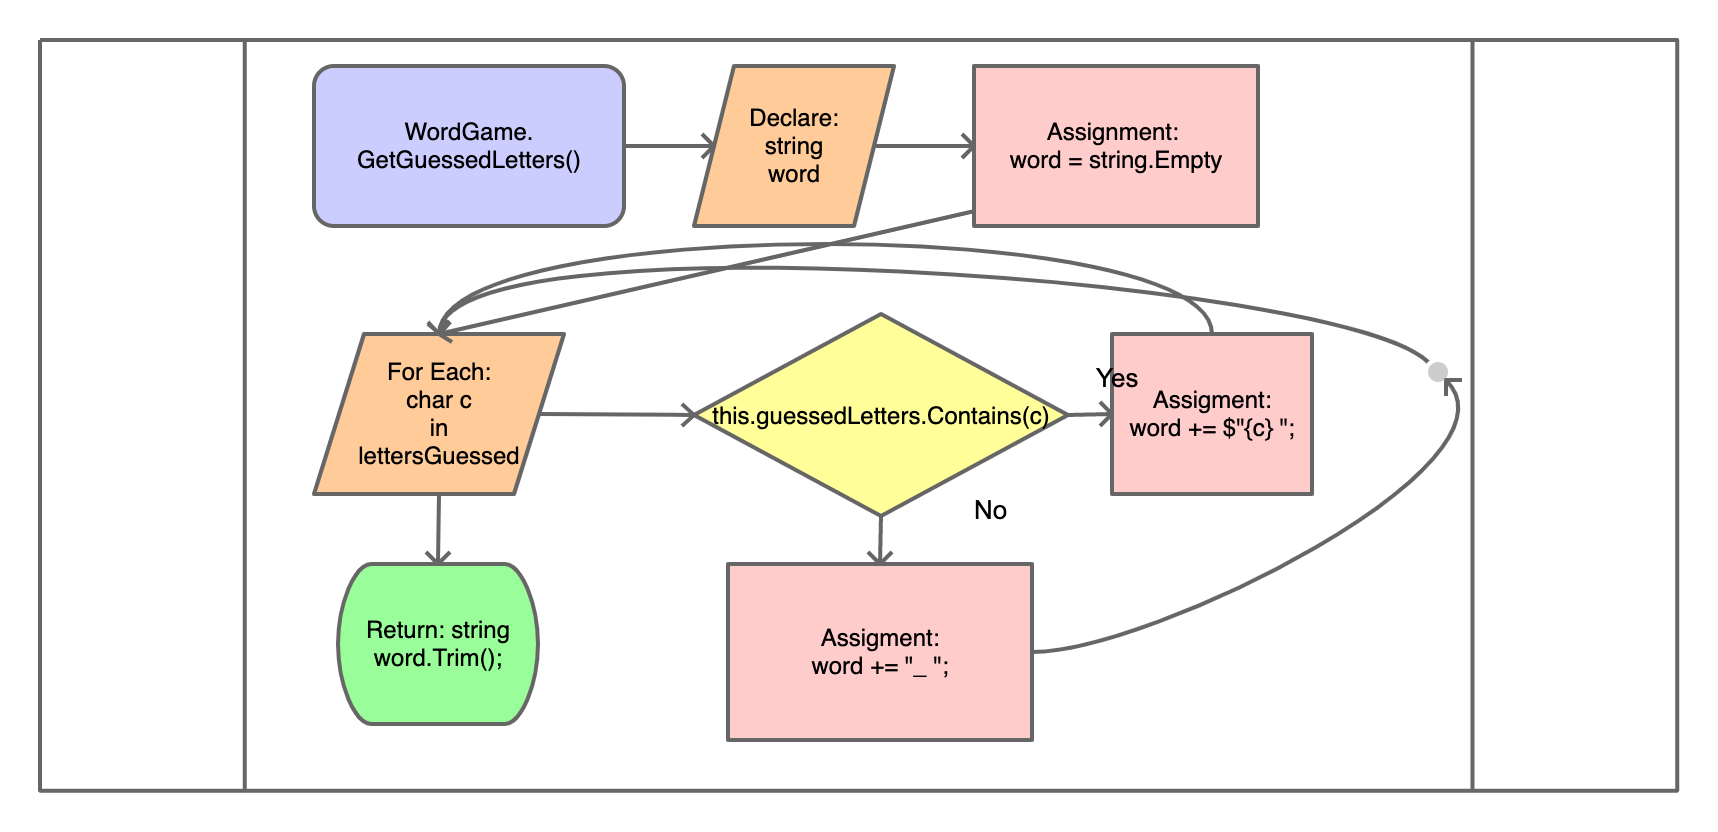 WordGame.
GetGuessedLetters()
Declare:
string
word
Assignment:
word = string.Empty
For Each:
char c
in
lettersGuessed
this.guessedLetters.Contains(c)
Yes
Assigment:
word += $"{c} ";
No
Return: string
word.Trim();
Assigment:
word += "_ ";